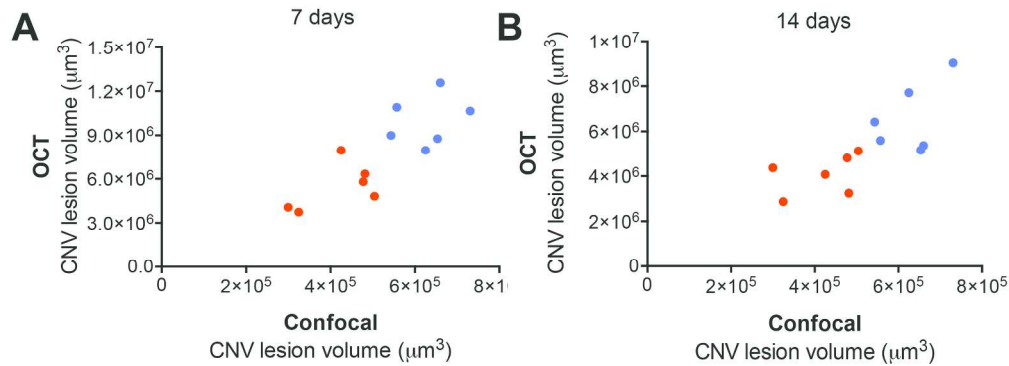 A
7 days
OCT
CNV lesion volume (μm³)
1.5×10⁷
1.2×10⁷
9.0×10⁶
6.0×10⁶
3.0×10⁶
0.0
0 2×10⁵ 4×10⁵ 6×10⁵ 8×1
Confocal
CNV lesion volume (μm³)
B
14 days
OCT
CNV lesion volume (μm³)
1×10⁷
8×10⁶
6×10⁶
4×10⁶
2×10⁶
0
0 2×10⁵ 4×10⁵ 6×10⁵ 8×10⁵
Confocal
CNV lesion volume (μm³)